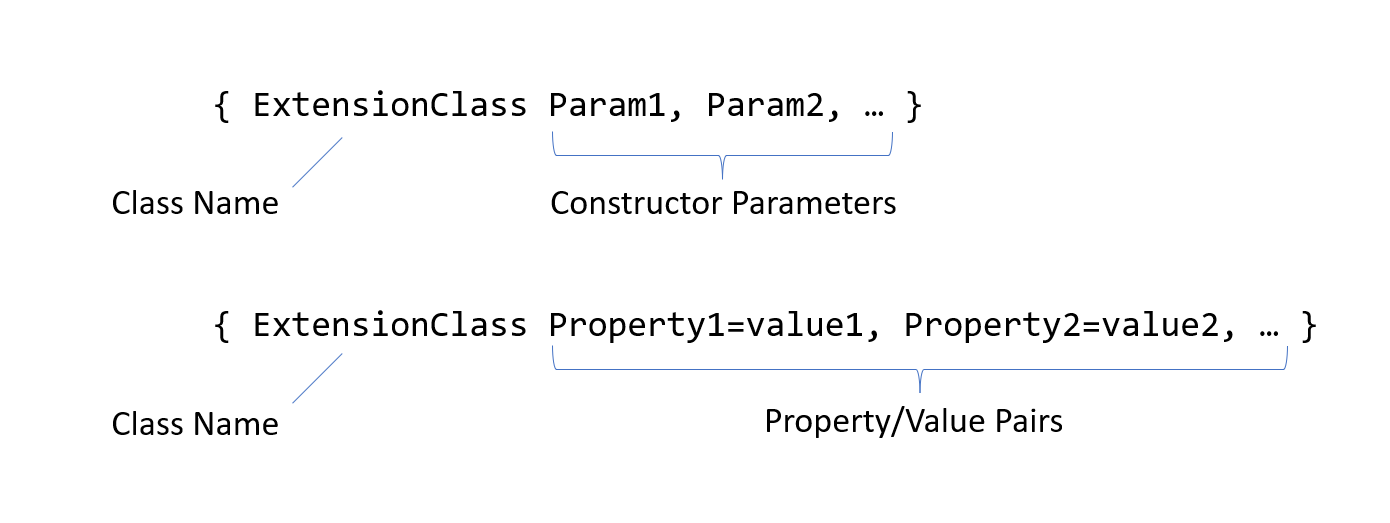 { ExtensionClass Param1, Param2, … }
Class Name
Constructor Parameters
{ ExtensionClass Property1=value1, Property2=value2, … }
Class Name
Property/Value Pairs